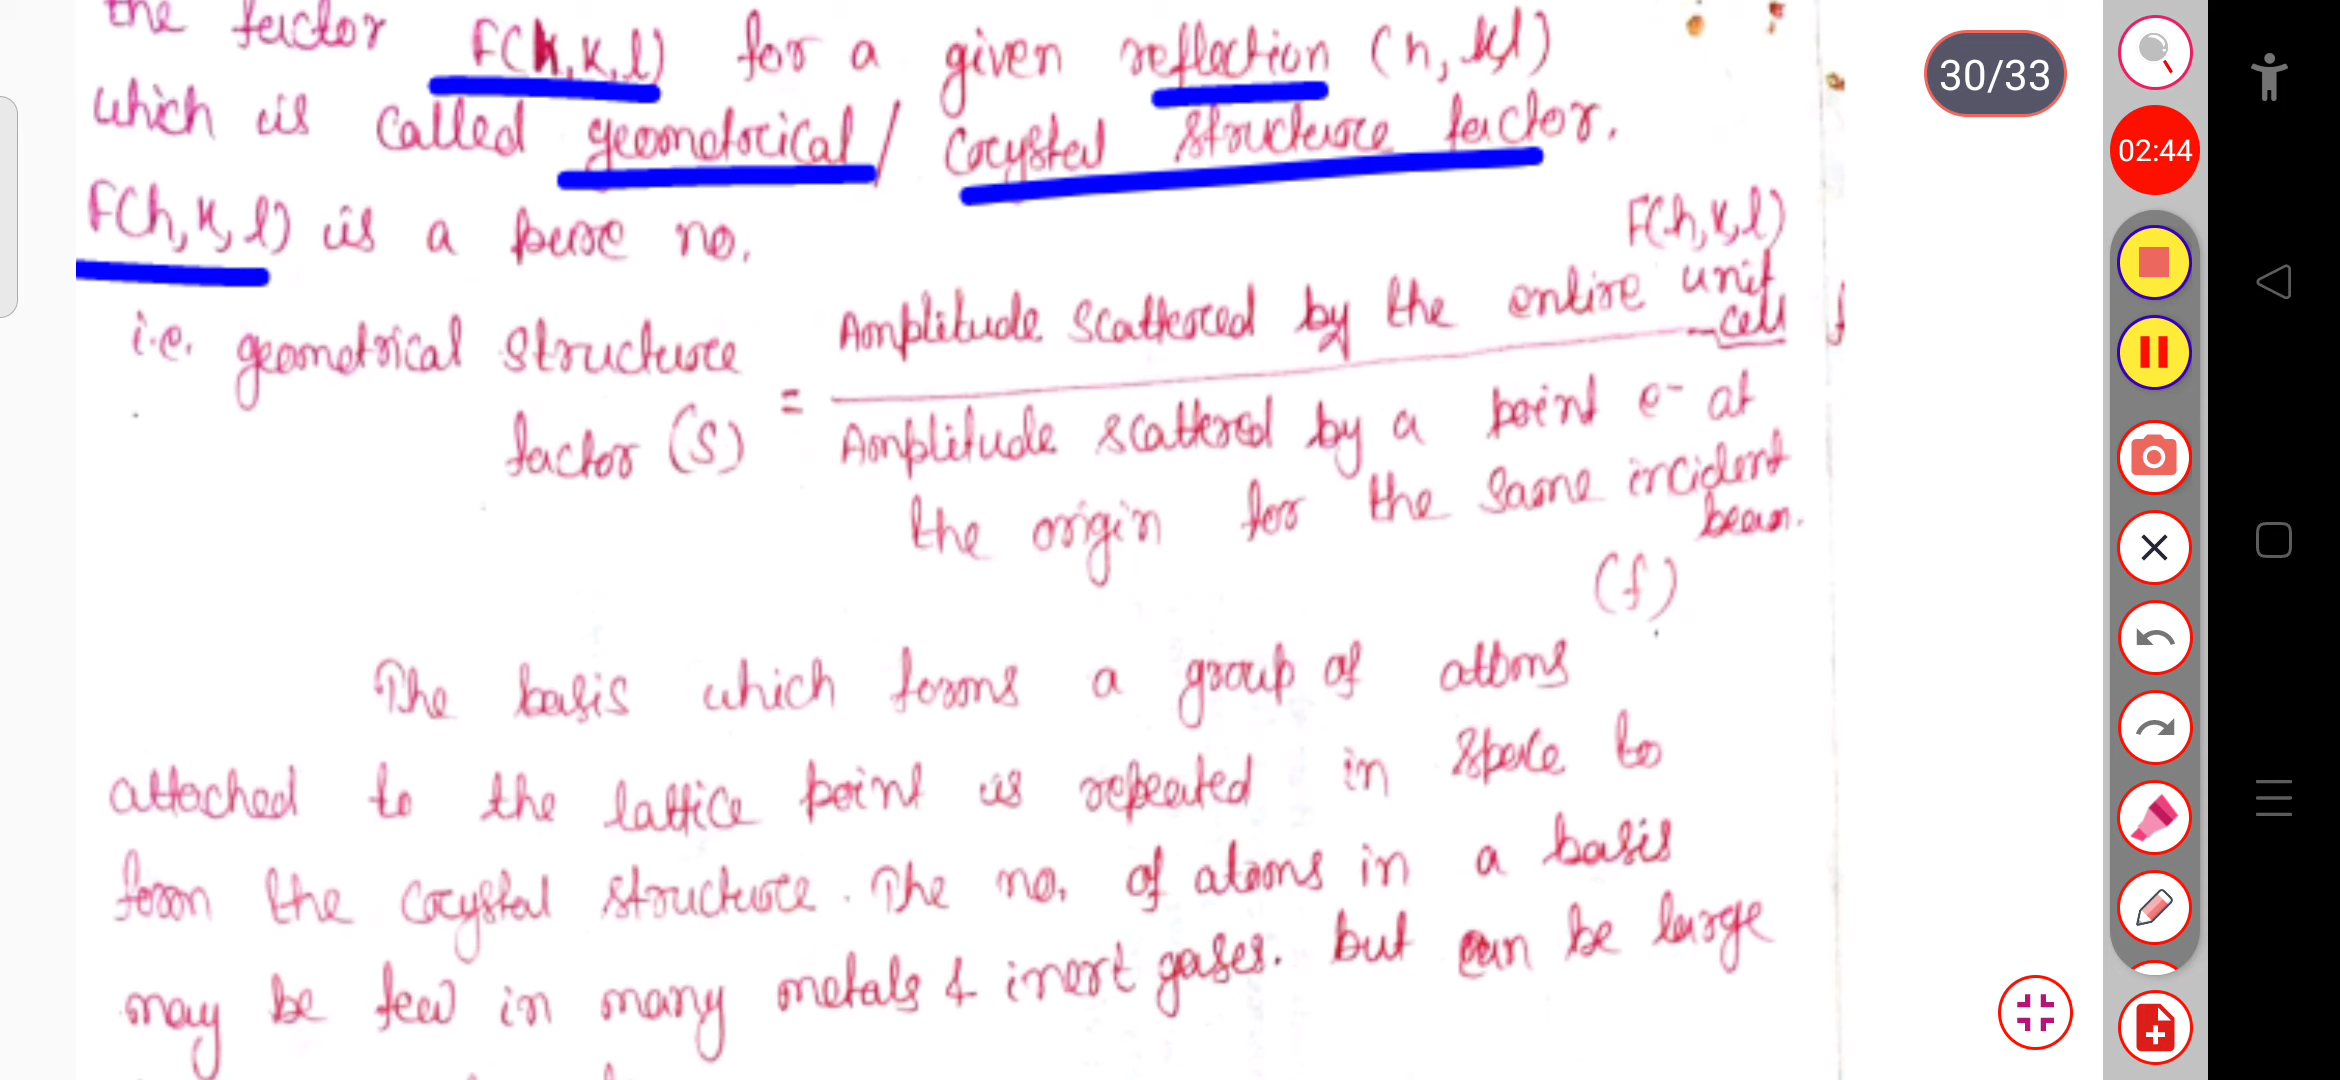 the factor F(h,k,l) for a given reflection (h, kl)
which is called geometrical / Crystal structure factor.
F(h,k,l) is a pure no.
F(h,k,l)
i.e. geometrical structure factor (S) = Amplitude scattered by the entire unit cell
Amplitude scattered by a point e- at
the origin for the same incident beam.
(f)
The basis which forms a group of atoms
attached to the lattice point is repeated in space to
form the crystal structure. The no. of atoms in a basis
may be few in many metals & inert gases. but can be large
30/33
02:44